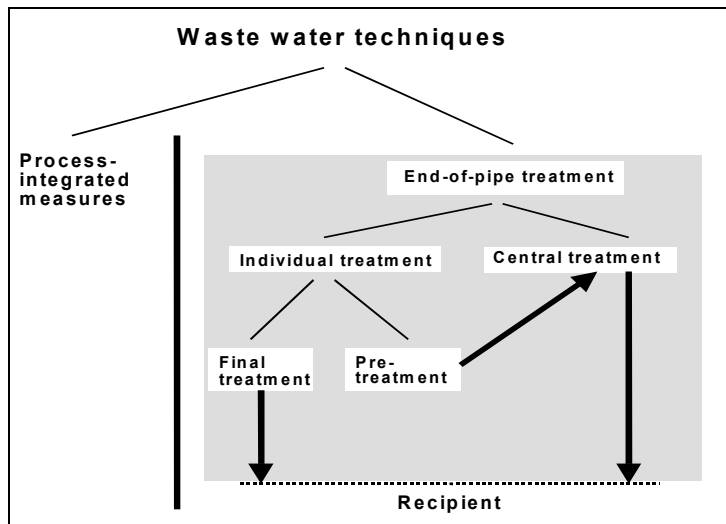 Waste water techniques
Process-
integrated
measures
End-of-pipe treatment
Individual treatment
Central treatment
Final
treatment
Pre-
treatment
Recipient